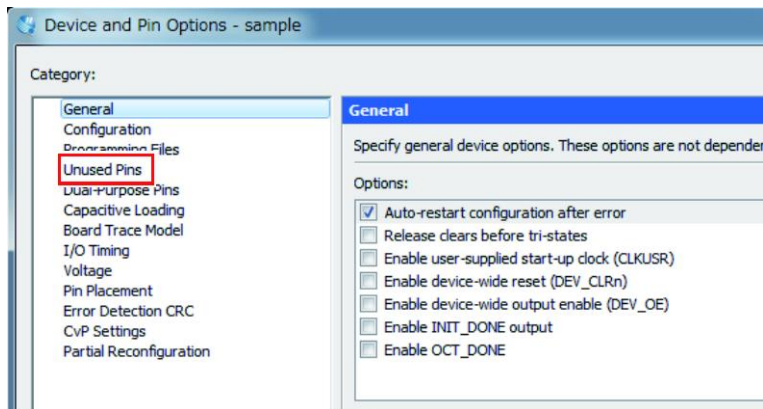 Device and Pin Options - sample
Category:
General
Configuration
Programming Files
Unused Pins
Dual-Purpose Pins
Capacitive Loading
Board Trace Model
I/O Timing
Voltage
Pin Placement
Error Detection CRC
CvP Settings
Partial Reconfiguration
General
Specify general device options. These options are not depender
Options:
Auto-restart configuration after error
Release clears before tri-states
Enable user-supplied start-up clock (CLKUSR)
Enable device-wide reset (DEV_CLRn)
Enable device-wide output enable (DEV_OE)
Enable INIT_DONE output
Enable OCT_DONE